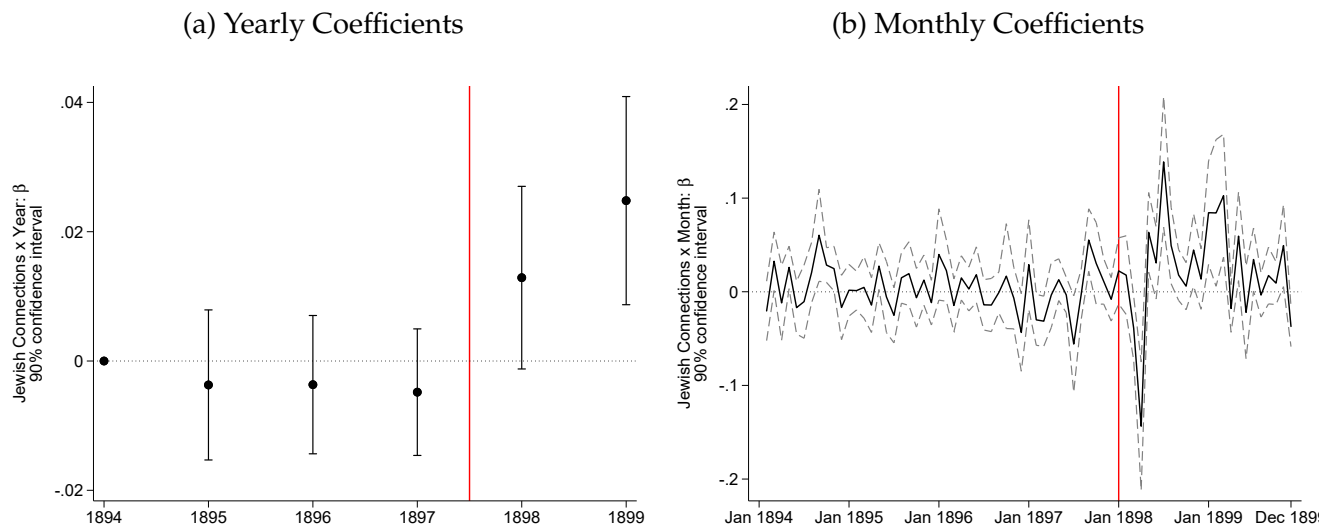 (a) Yearly Coefficients
Jewish Connections x Year: β
90% confidence interval
.04
.02
0
-.02
1894
1895
1896
1897
1898
1899
(b) Monthly Coefficients
Jewish Connections x Month: β
90% confidence interval
.2
.1
0
-.1
-.2
Jan 1894
Jan 1895
Jan 1896
Jan 1897
Jan 1898
Jan 1899
Dec 1899